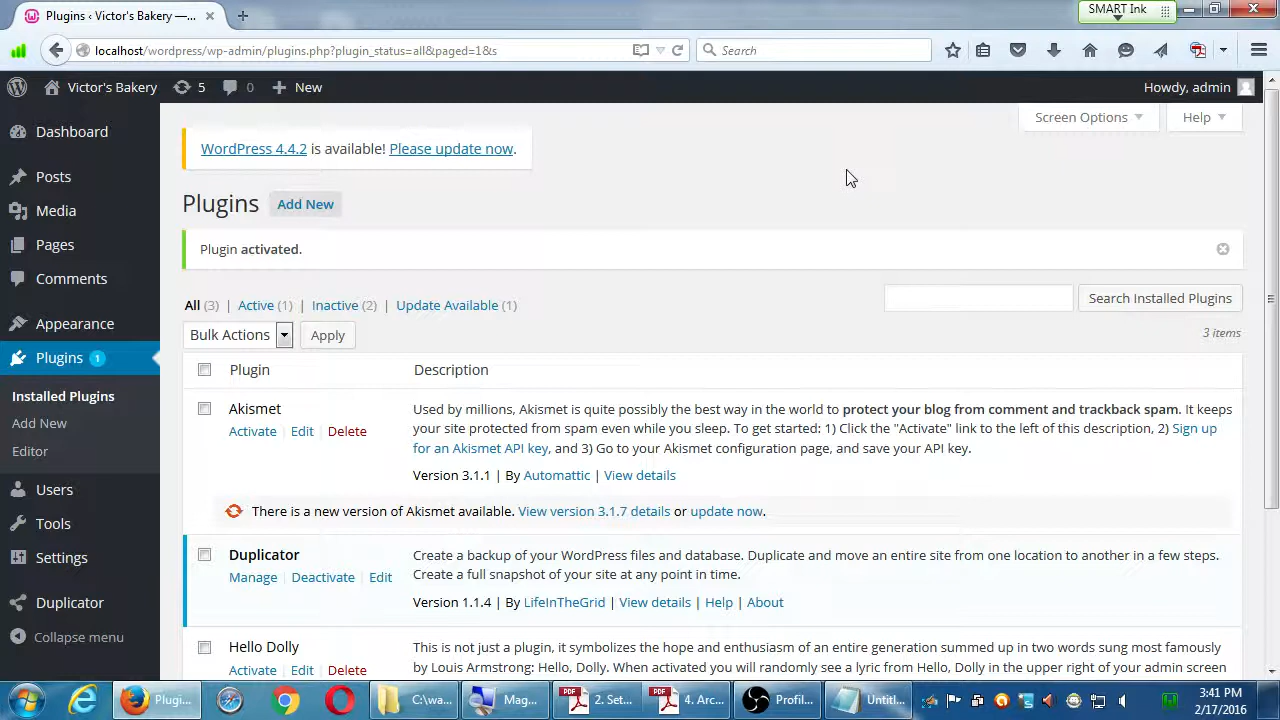 Plugins ‹ Victor's Bakery —...
SMART Ink
localhost/wordpress/wp-admin/plugins.php?plugin_status=all&paged=1&s:
Search
Victor's Bakery
5
0
New
Howdy, admin
Screen Options
Help
Dashboard
Posts
Media
Pages
Comments
Appearance
Plugins 1
Installed Plugins
Add New
Editor
Users
Tools
Settings
Duplicator
Collapse menu
WordPress 4.4.2 is available! Please update now.
Plugins
Add New
Plugin activated.
All (3) | Active (1) | Inactive (2) | Update Available (1)
Search Installed Plugins
Bulk Actions
Apply
3 items
Plugin
Description
Akismet
Activate | Edit | Delete
Used by millions, Akismet is quite possibly the best way in the world to protect your blog from comment and trackback spam. It keeps
your site protected from spam even while you sleep. To get started: 1) Click the "Activate" link to the left of this description, 2) Sign up
for an Akismet API key, and 3) Go to your Akismet configuration page, and save your API key.
Version 3.1.1 | By Automattic | View details
There is a new version of Akismet available. View version 3.1.7 details or update now.
Duplicator
Manage | Deactivate | Edit
Create a backup of your WordPress files and database. Duplicate and move an entire site from one location to another in a few steps.
Create a full snapshot of your site at any point in time.
Version 1.1.4 | By LifeInTheGrid | View details | Help | About
Hello Dolly
Activate | Edit | Delete
This is not just a plugin, it symbolizes the hope and enthusiasm of an entire generation summed up in two words sung most famously
by Louis Armstrong: Hello, Dolly. When activated you will randomly see a lyric from Hello, Dolly in the upper right of your admin screen
Plugi...
C:\wa...
Mag...
2. Set...
4. Arc...
Profil...
Untitl...
3:41 PM
2/17/2016